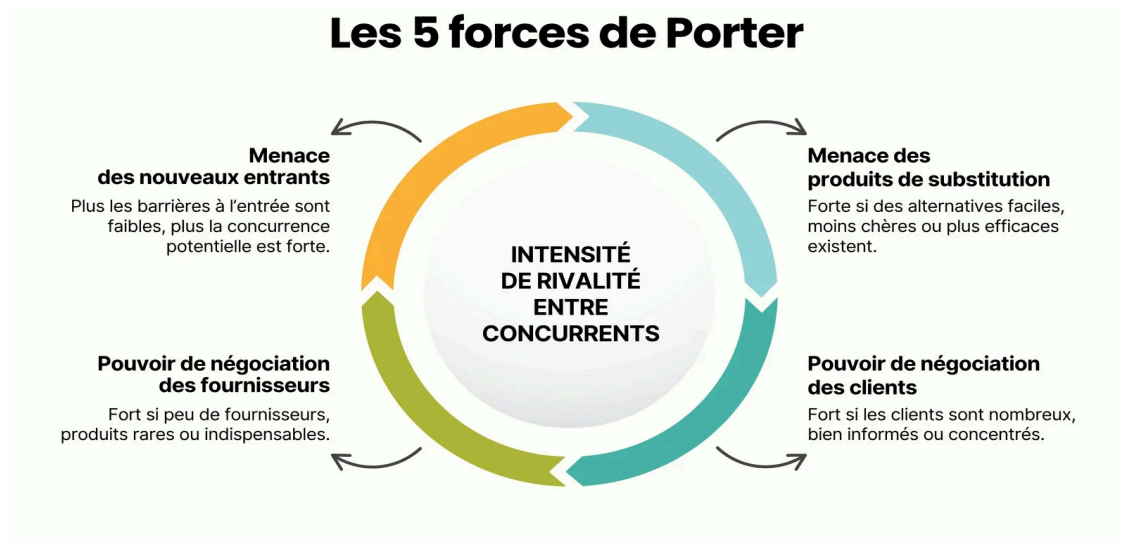 Les 5 forces de Porter
Menace
des nouveaux entrants
Plus les barrières à l’entrée sont
faibles, plus la concurrence
potentielle est forte.
Menace des
produits de substitution
Forte si des alternatives faciles,
moins chères ou plus efficaces
existent.
INTENSITÉ
DE RIVALITÉ
ENTRE
CONCURRENTS
Pouvoir de négociation
des fournisseurs
Fort si peu de fournisseurs,
produits rares ou indispensables.
Pouvoir de négociation
des clients
Fort si les clients sont nombreux,
bien informés ou concentrés.